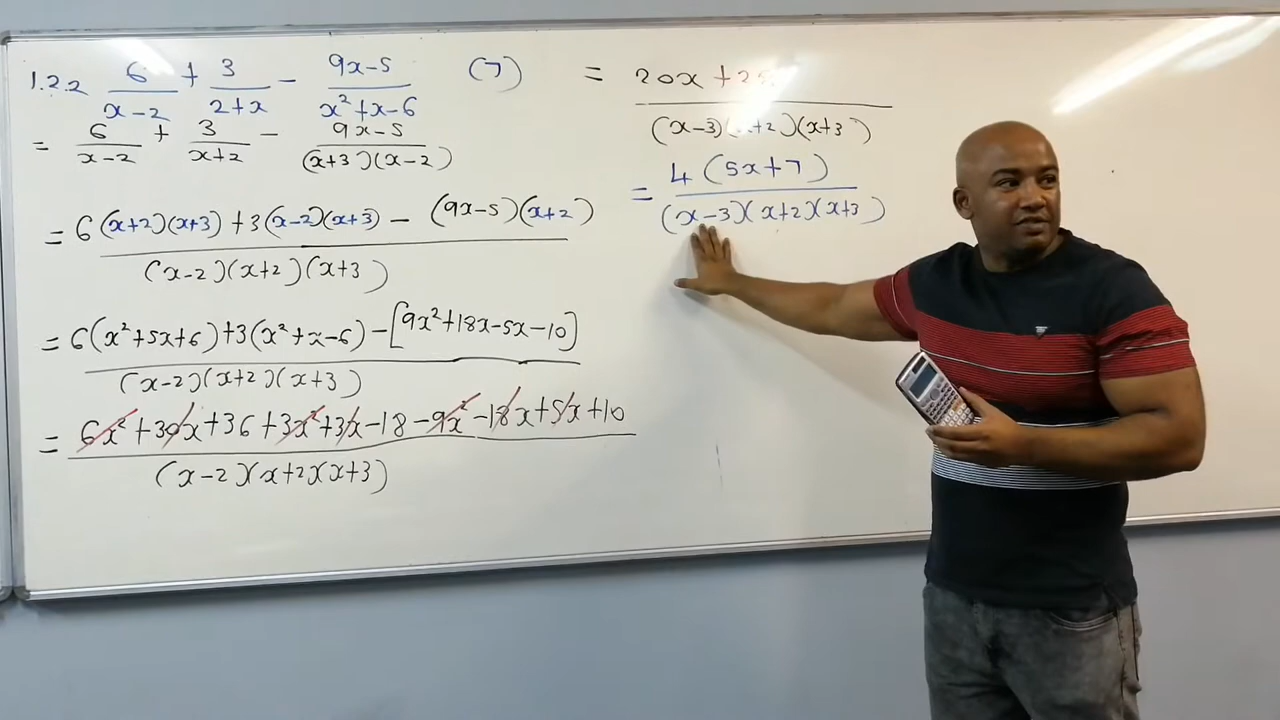 1.2.2 6/(x-2) + 3/(2+x) - (9x-5)/(x²+x-6) (7)
= 6/(x-2) + 3/(x+2) - (9x-5)/((x+3)(x-2))
= (6(x+2)(x+3) + 3(x-2)(x+3) - (9x-5)(x+2))/((x-2)(x+2)(x+3))
= (6(x²+5x+6)+3(x²+x-6)-[9x²+18x-5x-10])/((x-2)(x+2)(x+3))
= (6x²+30x+36+3x²+3x-18-9x²-18x+5x+10)/((x-2)(x+2)(x+3))
= (20x+2)/((x-3)(x+2)(x+3))
= 4(5x+7)/((x-3)(x+2)(x+3))